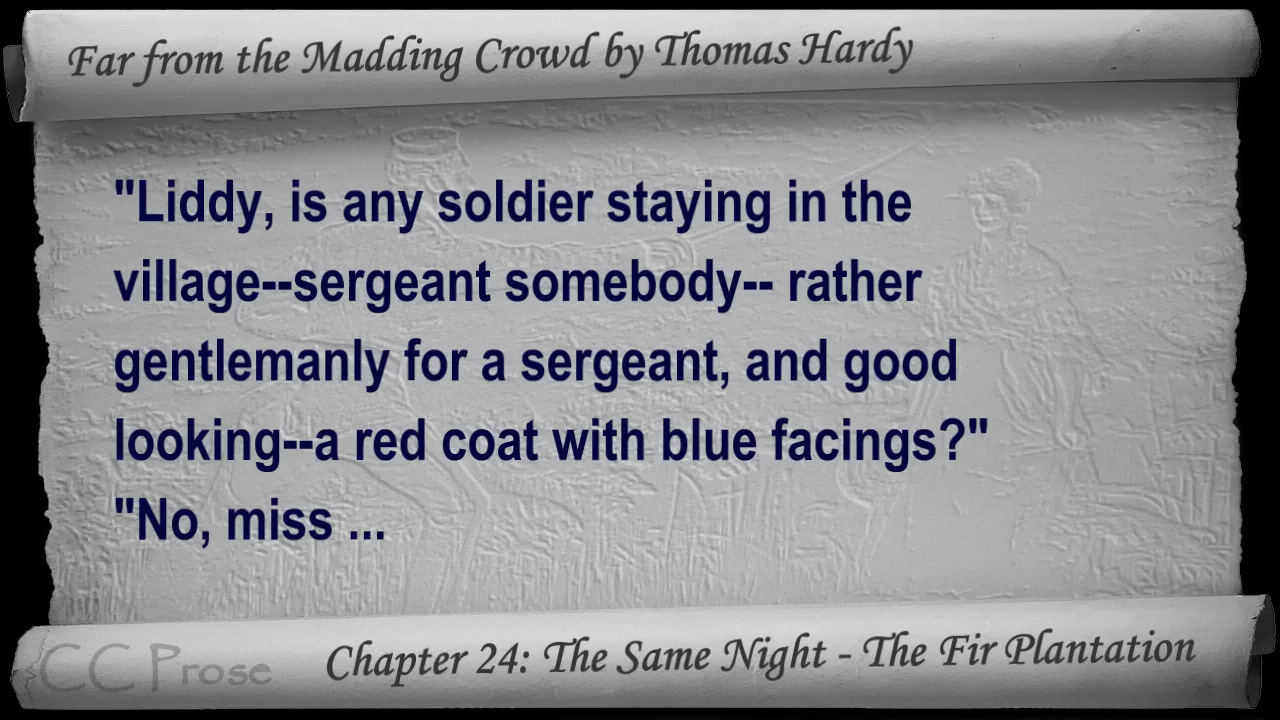 Far from the Madding Crowd by Thomas Hardy
"Liddy, is any soldier staying in the
village--sergeant somebody-- rather
gentlemanly for a sergeant, and good
looking--a red coat with blue facings?"
"No, miss ...
CC Prose
Chapter 24: The Same Night - The Fir Plantation